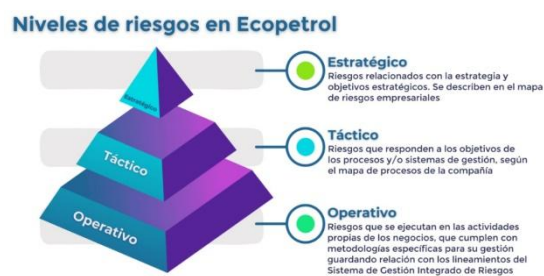 Niveles de riesgos en Ecopetrol
Estratégico
Estratégico
Riesgos relacionados con la estrategia y
objetivos estratégicos. Se describen en el mapa
de riesgos empresariales
Táctico
Táctico
Riesgos que responden a los objetivos de
los procesos y/o sistemas de gestión, según
el mapa de procesos de la compañía
Operativo
Operativo
Riesgos que se ejecutan en las actividades
propias de los negocios, que cumplen con
metodologías específicas para su gestión
guardando relación con los lineamientos del
Sistema de Gestión Integrado de Riesgos